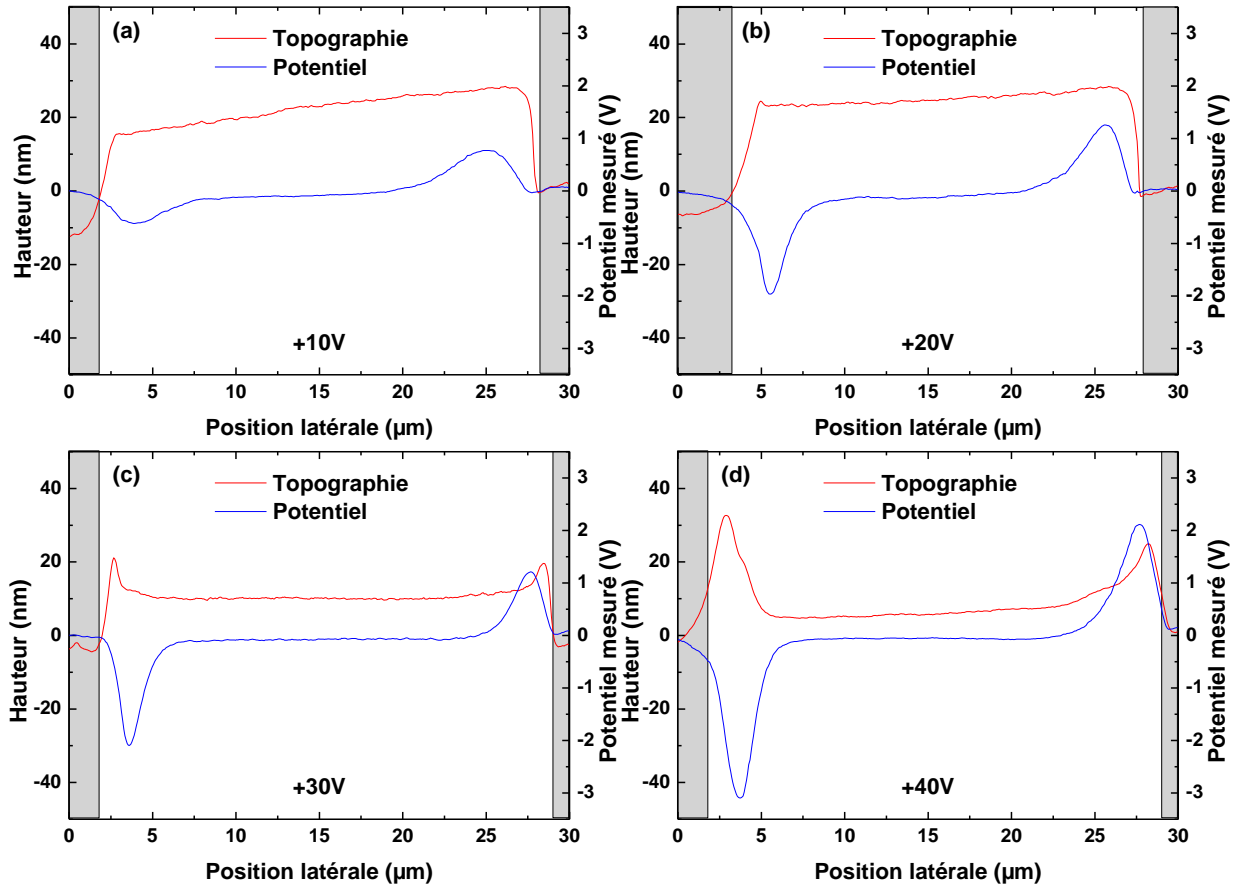 (a)
Topographie
Potentiel
Hauteur (nm)
40
20
0
-20
-40
3
2
1
0
-1
-2
-3
Potentiel mesuré (V)
+10V
0 5 10 15 20 25 30
Position latérale (µm)
(b)
Topographie
Potentiel
Hauteur (nm)
40
20
0
-20
-40
3
2
1
0
-1
-2
-3
Potentiel mesuré (V)
+20V
0 5 10 15 20 25 30
Position latérale (µm)
(c)
Topographie
Potentiel
Hauteur (nm)
40
20
0
-20
-40
3
2
1
0
-1
-2
-3
Potentiel mesuré (V)
+30V
0 5 10 15 20 25 30
Position latérale (µm)
(d)
Topographie
Potentiel
Hauteur (nm)
40
20
0
-20
-40
3
2
1
0
-1
-2
-3
Potentiel mesuré (V)
+40V
0 5 10 15 20 25 30
Position latérale (µm)